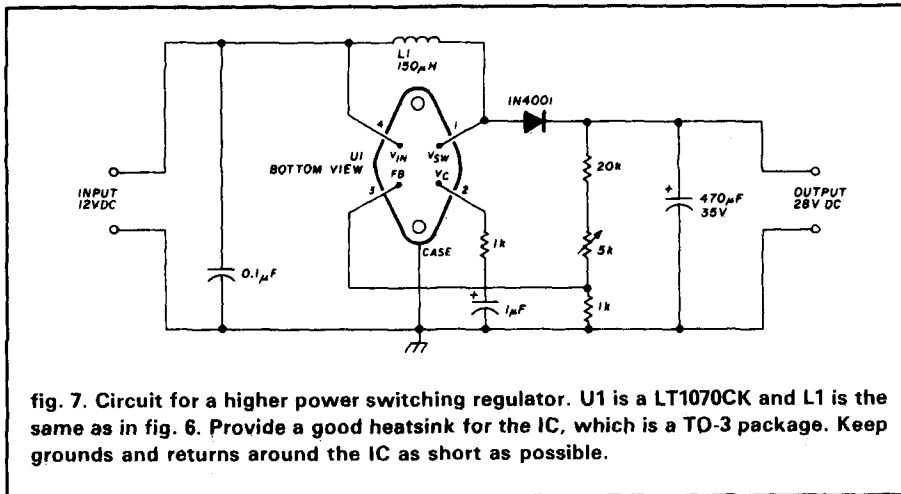 L1
150μH
1N4001
4
1
VIN
VSW
U1
BOTTOM VIEW
FB
VC
3
2
CASE
INPUT
12VDC
0.1μF
1k
+
1μF
20k
5k
1k
+
470μF
35V
OUTPUT
28V DC
fig. 7. Circuit for a higher power switching regulator. U1 is a LT1070CK and L1 is the
same as in fig. 6. Provide a good heatsink for the IC, which is a TO-3 package. Keep
grounds and returns around the IC as short as possible.